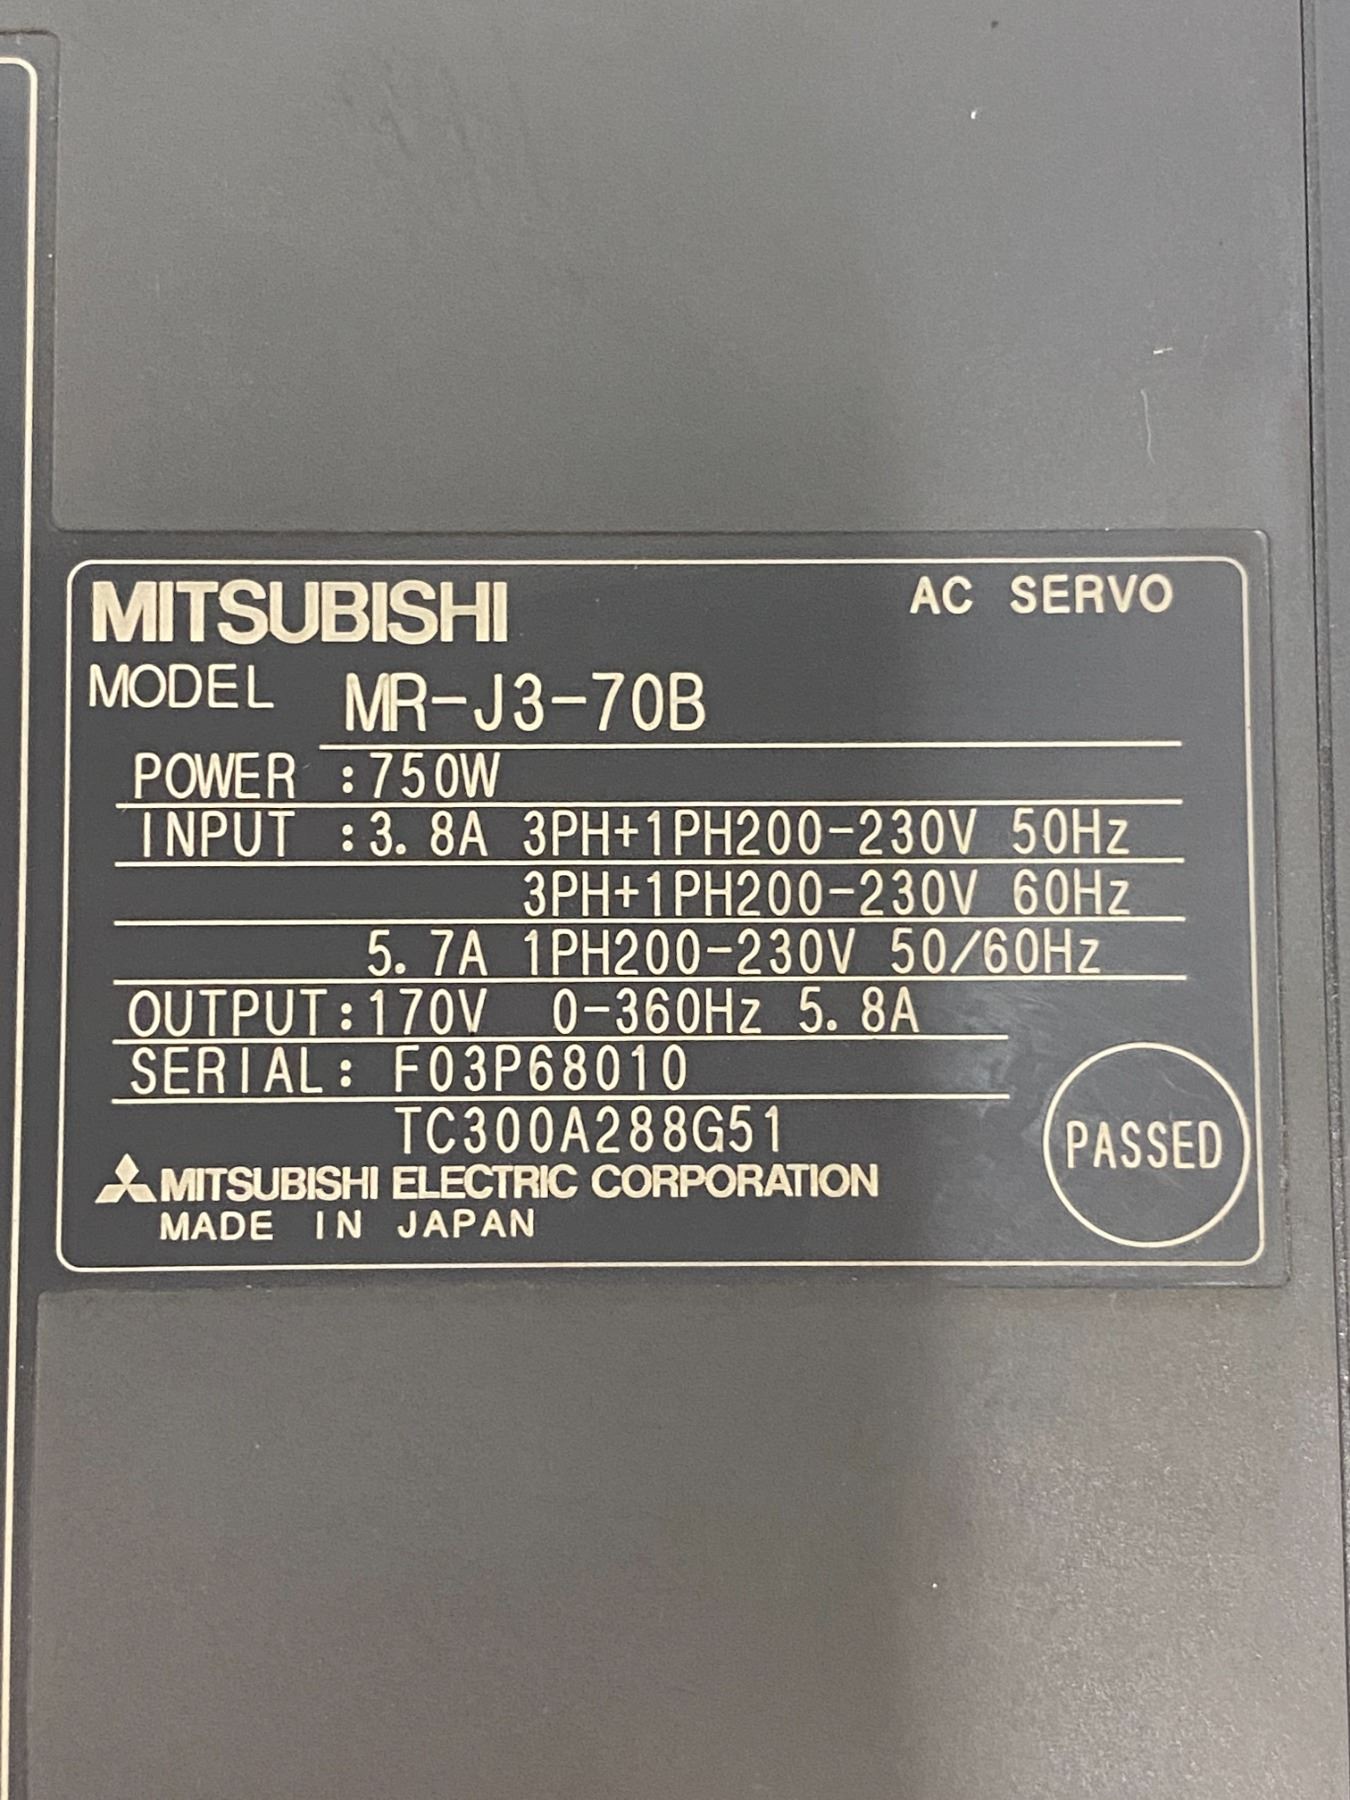 MITSUBISHI AC SERVO
MODEL MR-J3-70B
POWER :750W
INPUT :3.8A 3PH+1PH200-230V 50Hz
3PH+1PH200-230V 60Hz
5.7A 1PH200-230V 50/60Hz
OUTPUT:170V 0-360Hz 5.8A
SERIAL: F03P68010
TC300A288G51
PASSED
MITSUBISHI ELECTRIC CORPORATION
MADE IN JAPAN